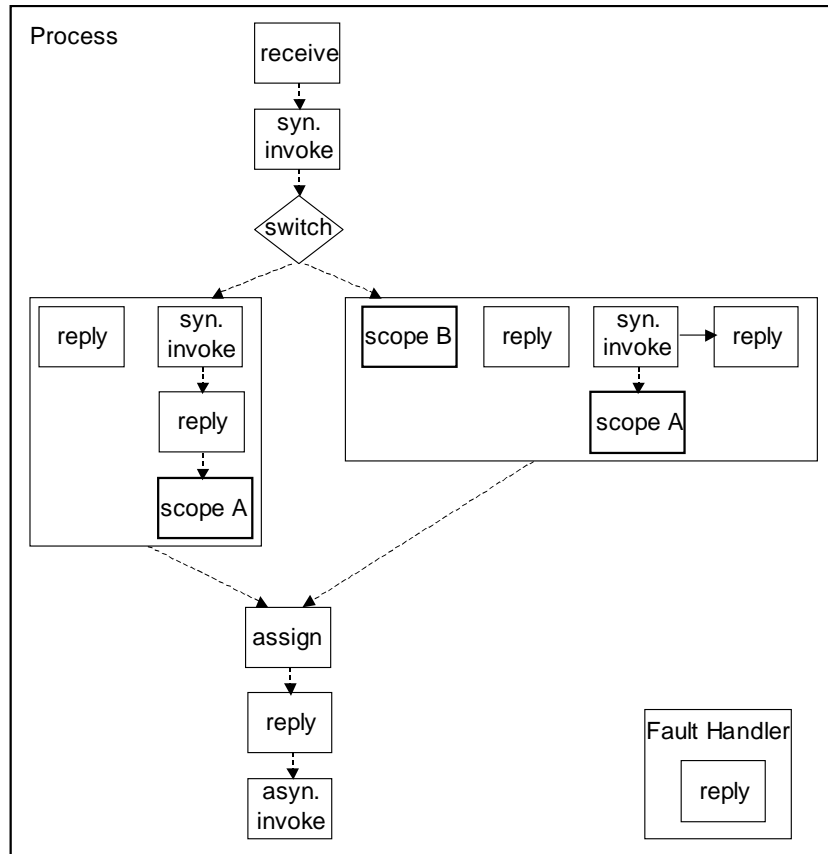 Process
receive
syn.
invoke
switch
reply
syn.
invoke
reply
scope A
scope B
reply
syn.
invoke
reply
scope A
assign
reply
asyn.
invoke
Fault Handler
reply